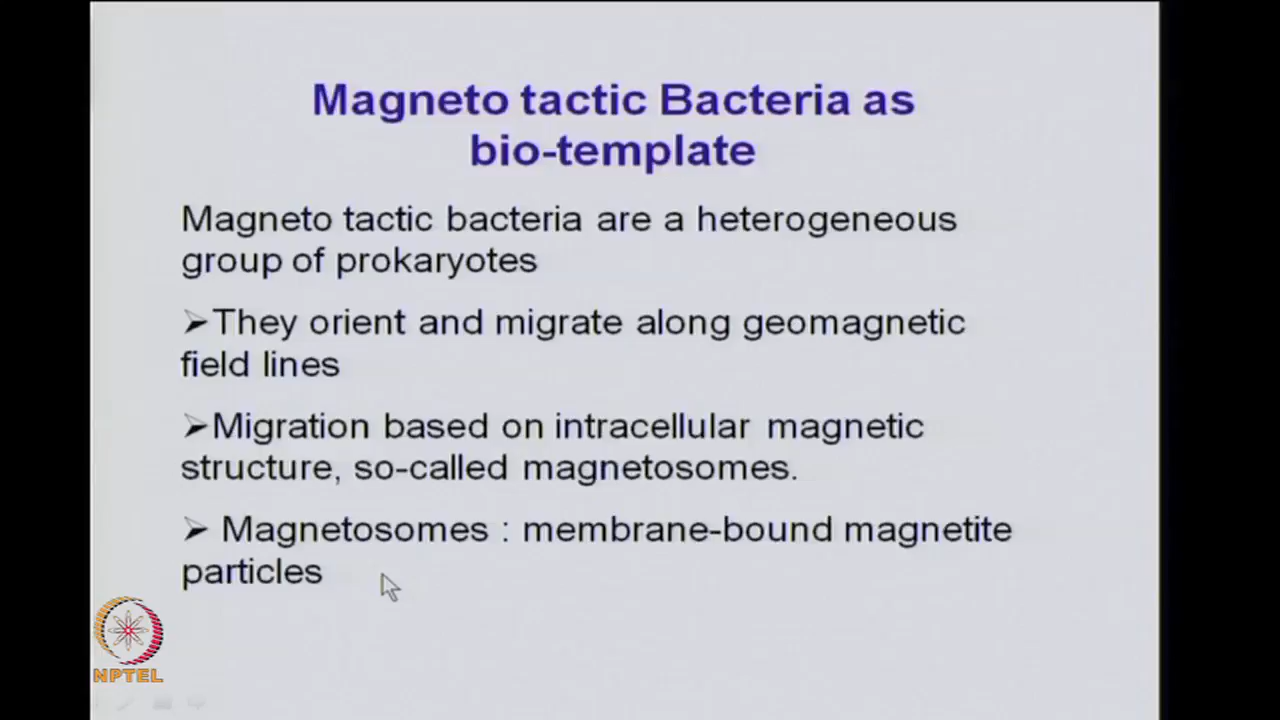 Magneto tactic Bacteria as
bio-template
Magneto tactic bacteria are a heterogeneous
group of prokaryotes
➢They orient and migrate along geomagnetic
field lines
➢Migration based on intracellular magnetic
structure, so-called magnetosomes.
➢ Magnetosomes : membrane-bound magnetite
particles
NPTEL